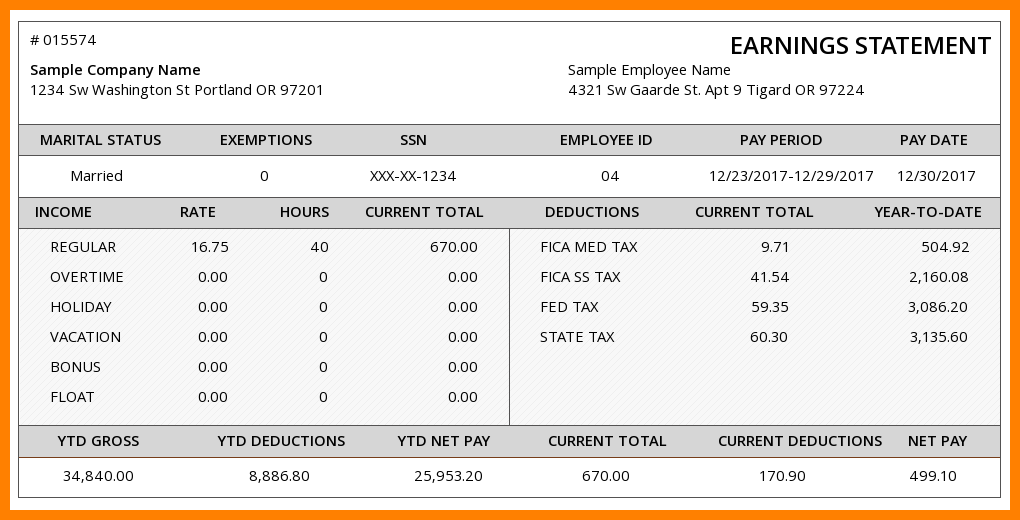 # 015574
EARNINGS STATEMENT
Sample Company Name
Sample Employee Name
1234 Sw Washington St Portland OR 97201
4321 Sw Gaarde St. Apt 9 Tigard OR 97224
MARITAL STATUS EXEMPTIONS SSN EMPLOYEE ID PAY PERIOD PAY DATE
Married 0 XXX-XX-1234 04 12/23/2017-12/29/2017 12/30/2017
INCOME RATE HOURS CURRENT TOTAL DEDUCTIONS CURRENT TOTAL YEAR-TO-DATE
REGULAR 16.75 40 670.00 FICA MED TAX 9.71 504.92
OVERTIME 0.00 0 0.00 FICA SS TAX 41.54 2,160.08
HOLIDAY 0.00 0 0.00 FED TAX 59.35 3,086.20
VACATION 0.00 0 0.00 STATE TAX 60.30 3,135.60
BONUS 0.00 0 0.00
FLOAT 0.00 0 0.00
YTD GROSS YTD DEDUCTIONS YTD NET PAY CURRENT TOTAL CURRENT DEDUCTIONS NET PAY
34,840.00 8,886.80 25,953.20 670.00 170.90 499.10